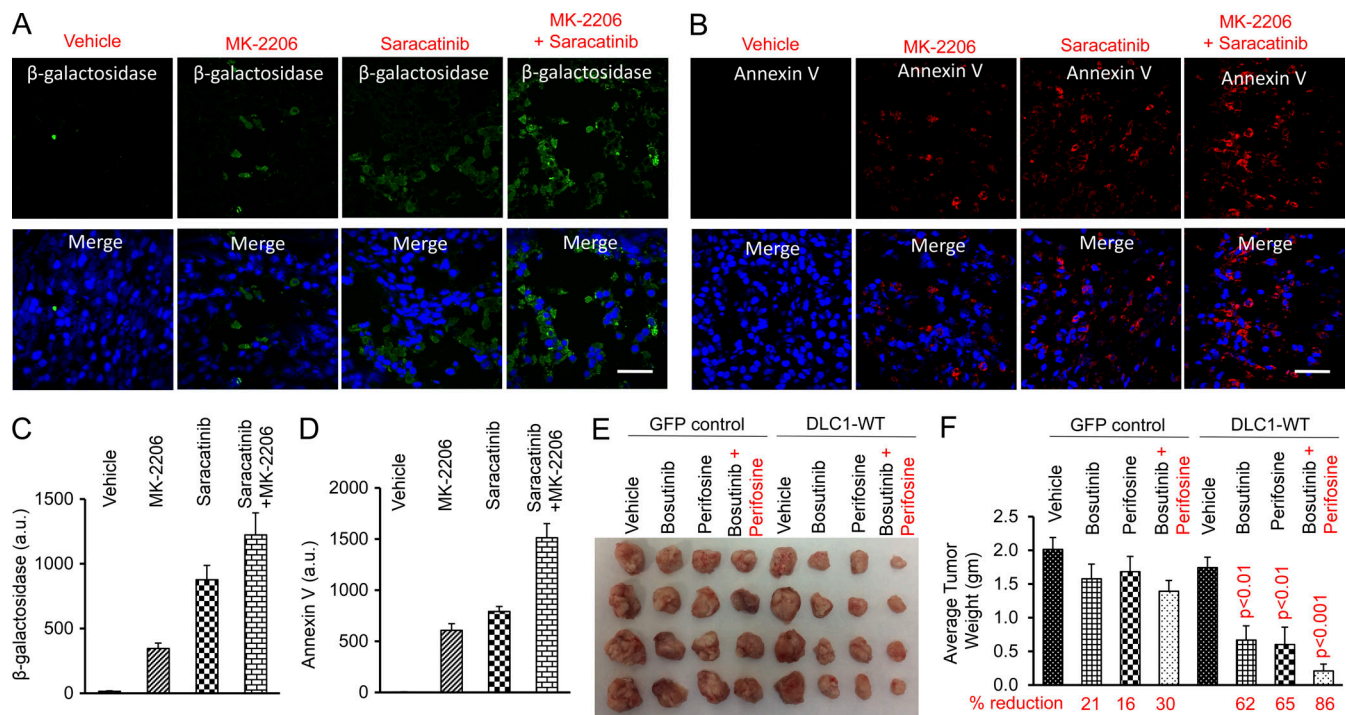 A
Vehicle
MK-2206
Saracatinib
MK-2206
+ Saracatinib
β-galactosidase
β-galactosidase
β-galactosidase
β-galactosidase
Merge
Merge
Merge
Merge
B
Vehicle
MK-2206
Saracatinib
MK-2206
+ Saracatinib
Annexin V
Annexin V
Annexin V
Annexin V
Merge
Merge
Merge
Merge
C
Vehicle
MK-2206
Saracatinib
Saracatinib
+MK-2206
β-galactosidase (a.u.)
1500
1000
500
0
D
Vehicle
MK-2206
Saracatinib
Saracatinib
+MK-2206
Annexin V (a.u.)
2000
1500
1000
500
0
E
GFP control
DLC1-WT
Vehicle
Bosutinib
Perifosine
Bosutinib +
Perifosine
Vehicle
Bosutinib
Perifosine
Bosutinib +
Perifosine
F
GFP control
DLC1-WT
Vehicle
Bosutinib
Perifosine
Bosutinib +
Perifosine
Vehicle
Bosutinib
Perifosine
Bosutinib +
Perifosine
Average Tumor
Weight (gm)
2.5
2.0
1.5
1.0
0.5
0.0
p<0.01
p<0.01
p<0.001
% reduction 21 16 30 62 65 86